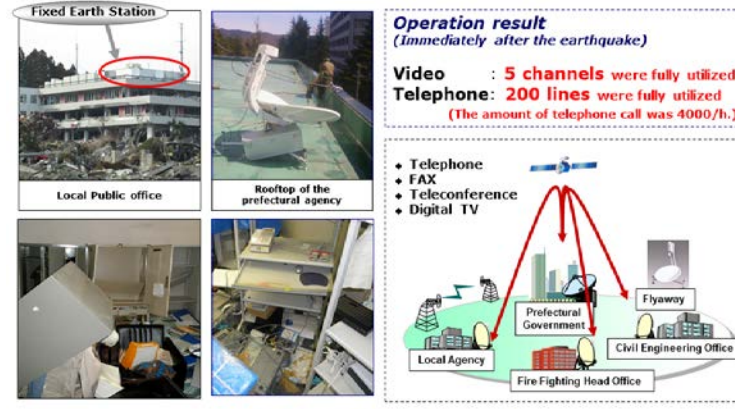 Fixed Earth Station
Local Public office
Rooftop of the
prefectural agency
Operation result
(Immediately after the earthquake)
Video : 5 channels were fully utilized
Telephone: 200 lines were fully utilized
(The amount of telephone call was 4000/h.)
Telephone
FAX
Teleconference
Digital TV
Flyaway
Prefectural
Government
Civil Engineering Office
Local Agency
Fire Fighting Head Office